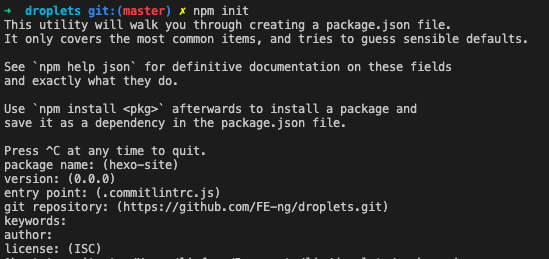 ➜ droplets git:(master) ✗ npm init
This utility will walk you through creating a package.json file.
It only covers the most common items, and tries to guess sensible defaults.
See `npm help json` for definitive documentation on these fields
and exactly what they do.
Use `npm install <pkg>` afterwards to install a package and
save it as a dependency in the package.json file.
Press ^C at any time to quit.
package name: (hexo-site)
version: (0.0.0)
entry point: (.commitlintrc.js)
git repository: (https://github.com/FE-ng/droplets.git)
keywords:
author:
license: (ISC)